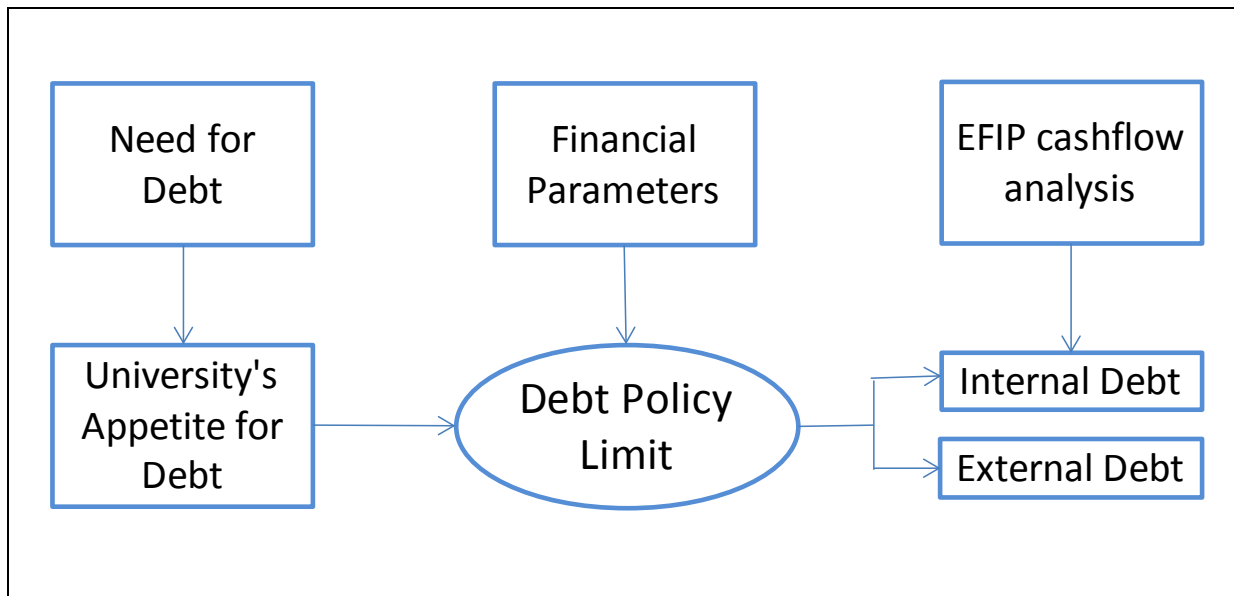 Need for
Debt
Financial
Parameters
EFIP cashflow
analysis
University's
Appetite for
Debt
Debt Policy
Limit
Internal Debt
External Debt